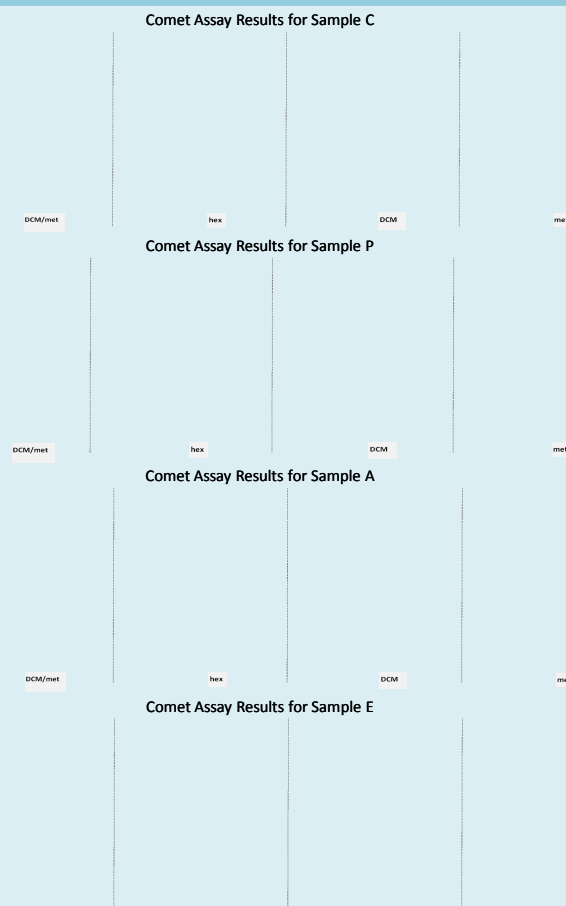 Comet Assay Results for Sample C
DCM/met hex DCM
Comet Assay Results for Sample P
DCM/met hex DCM met
Comet Assay Results for Sample A
DCM/met hex DCM
Comet Assay Results for Sample E